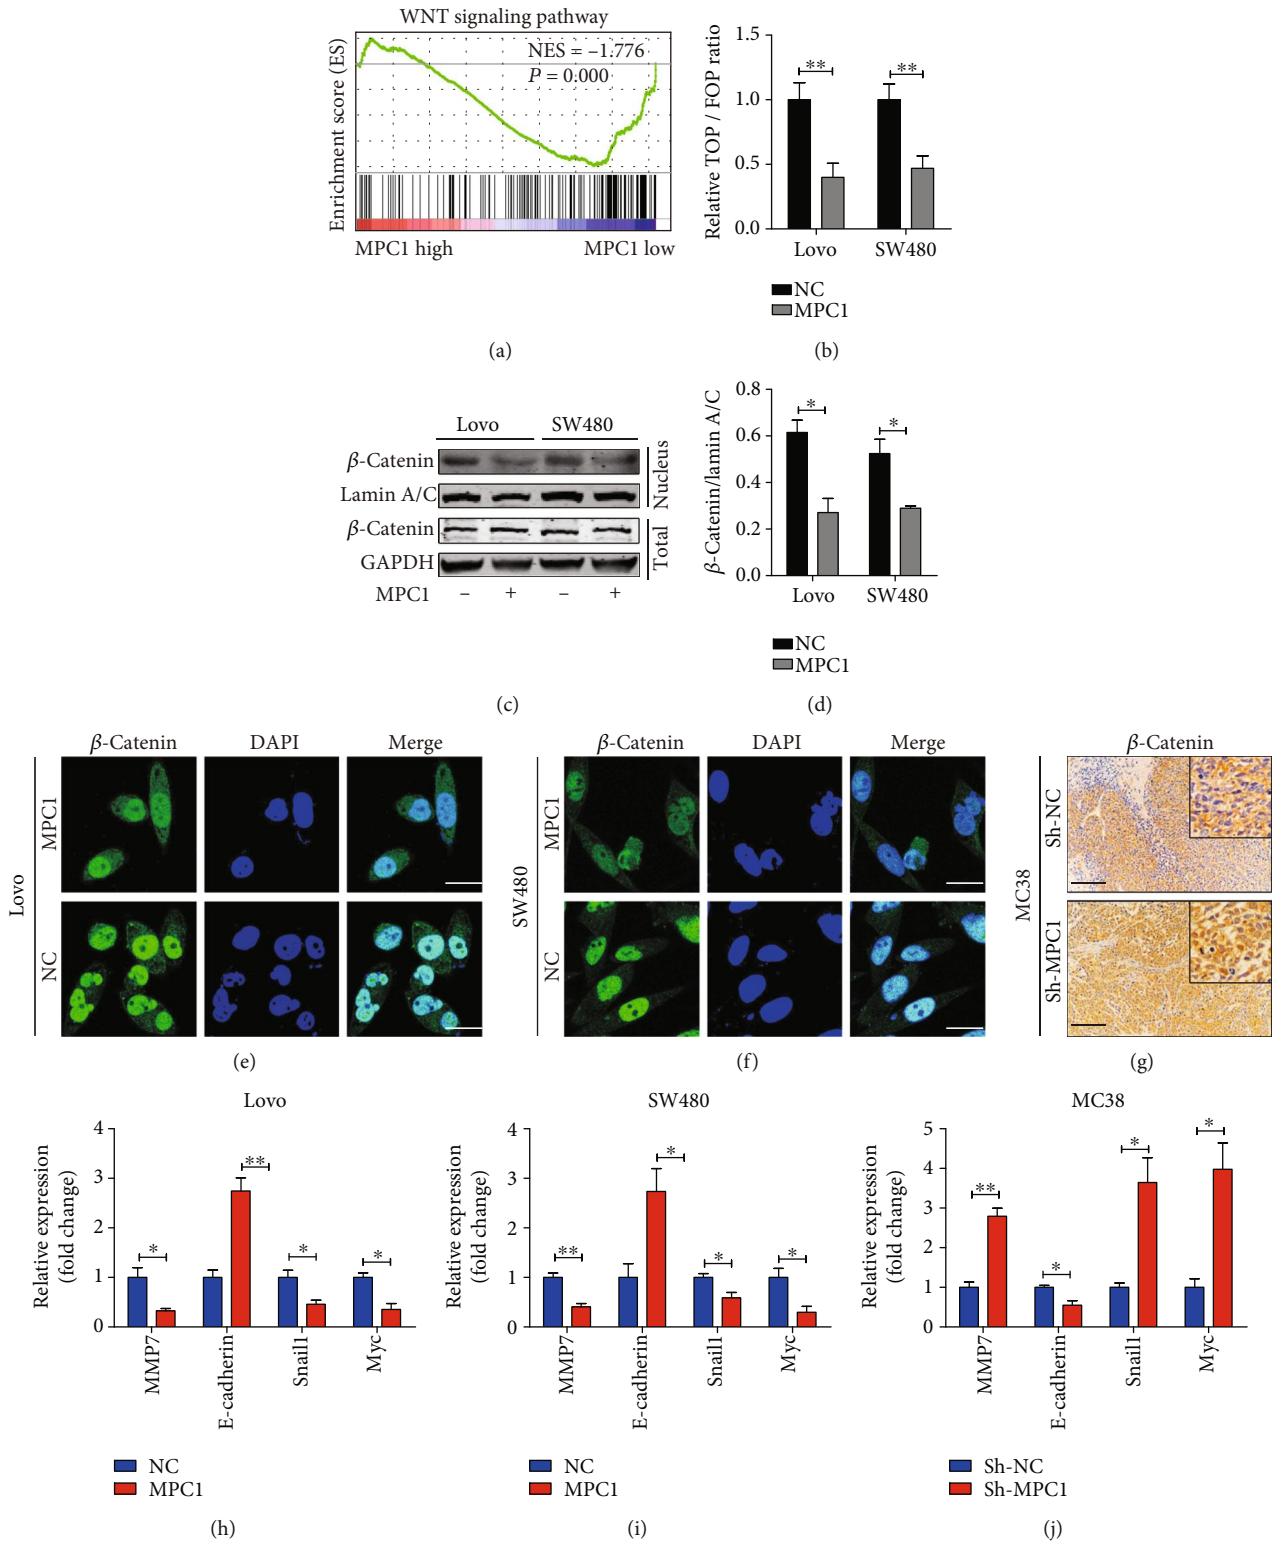 WNT signaling pathway
Enrichment score (ES)
NES = –1.776
P = 0.000
MPC1 high
MPC1 low
(a)
Relative TOP / FOP ratio
1.5
1.0
0.5
0.0
**
**
Lovo
SW480
NC
MPC1
(b)
Lovo
SW480
β-Catenin
Lamin A/C
Nucleus
β-Catenin
GAPDH
Total
MPC1 – + – +
(c)
β-Catenin/lamin A/C
0.8
0.6
0.4
0.2
0.0
*
*
Lovo
SW480
NC
MPC1
(d)
β-Catenin
DAPI
Merge
Lovo
MPC1
NC
(e)
β-Catenin
DAPI
Merge
SW480
MPC1
NC
(f)
β-Catenin
MC38
Sh-NC
Sh-MPC1
(g)
Lovo
Relative expression
(fold change)
4
3
2
1
0
*
**
*
*
MMP7
E-cadherin
Snail1
Myc
NC
MPC1
(h)
SW480
Relative expression
(fold change)
4
3
2
1
0
**
*
*
*
MMP7
E-cadherin
Snail1
Myc
NC
MPC1
(i)
MC38
Relative expression
(fold change)
5
4
3
2
1
0
**
*
*
*
MMP7
E-cadherin
Snail1
Myc
Sh-NC
Sh-MPC1
(j)